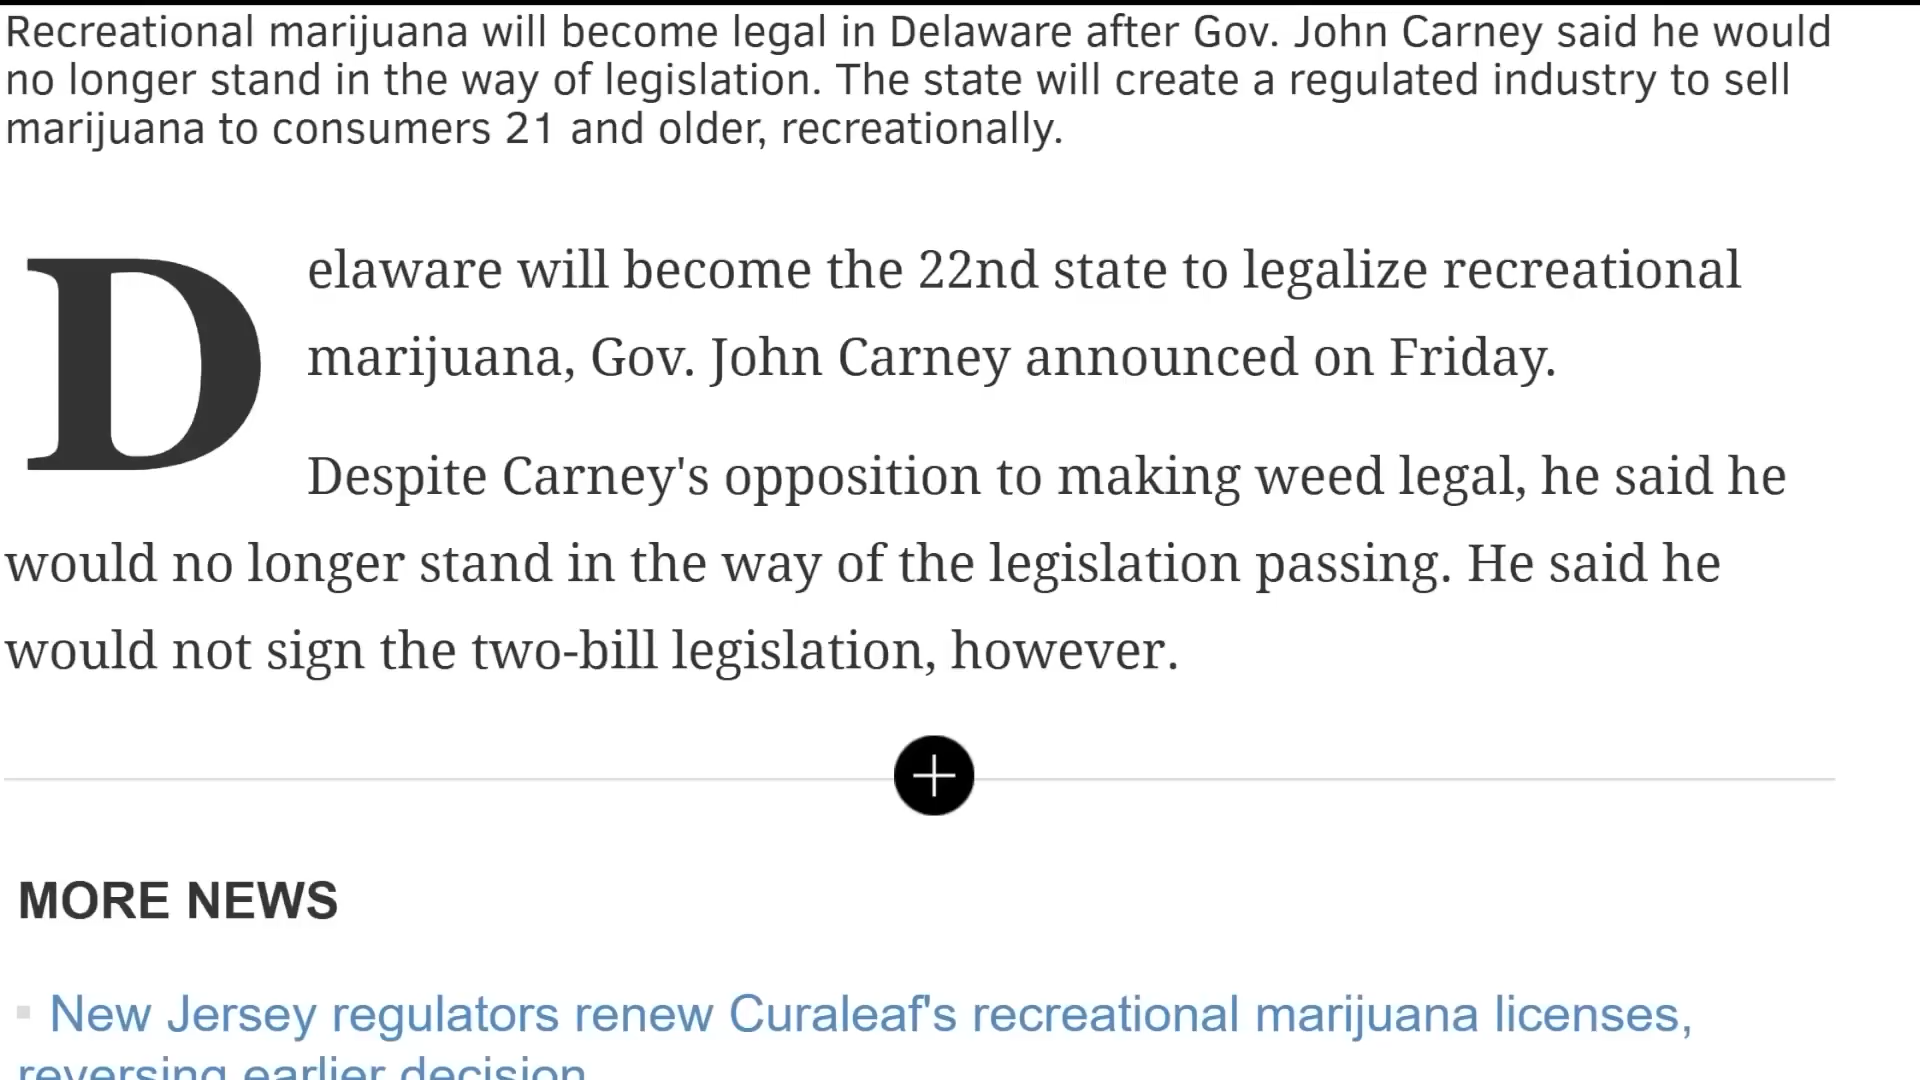 Recreational marijuana will become legal in Delaware after Gov. John Carney said he would
no longer stand in the way of legislation. The state will create a regulated industry to sell
marijuana to consumers 21 and older, recreationally.
Delaware will become the 22nd state to legalize recreational
marijuana, Gov. John Carney announced on Friday.
Despite Carney's opposition to making weed legal, he said he
would no longer stand in the way of the legislation passing. He said he
would not sign the two-bill legislation, however.
MORE NEWS
New Jersey regulators renew Curaleaf's recreational marijuana licenses,
reversing earlier decision